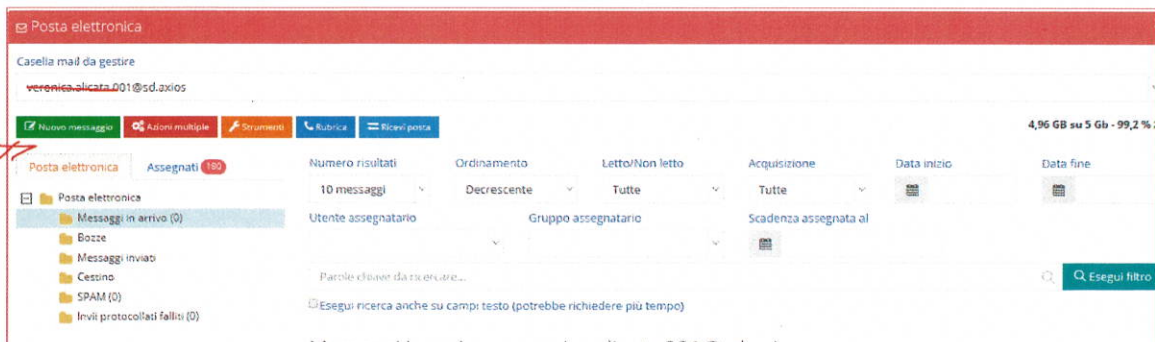 Posta elettronica
Casella mail da gestire
veronica.alicata.001@sd.axios
Nuovo messaggio Azioni multiple Strumenti Rubrica Ricevi posta
4,96 GB su 5 Gb - 99,2 %
Posta elettronica Assegnati 190
Numero risultati Ordinamento Letto/Non letto Acquisizione Data inizio Data fine
10 messaggi Decrescente Tutte Tutte
Posta elettronica
Messaggi in arrivo (0)
Bozze
Messaggi inviati
Cestino
SPAM (0)
Invii protocollati falliti (0)
Utente assegnatario Gruppo assegnatario Scadenza assegnata al
Parole chiave da ricercare...
Esegui filtro
Esegui ricerca anche su campi testo (potrebbe richiedere più tempo)